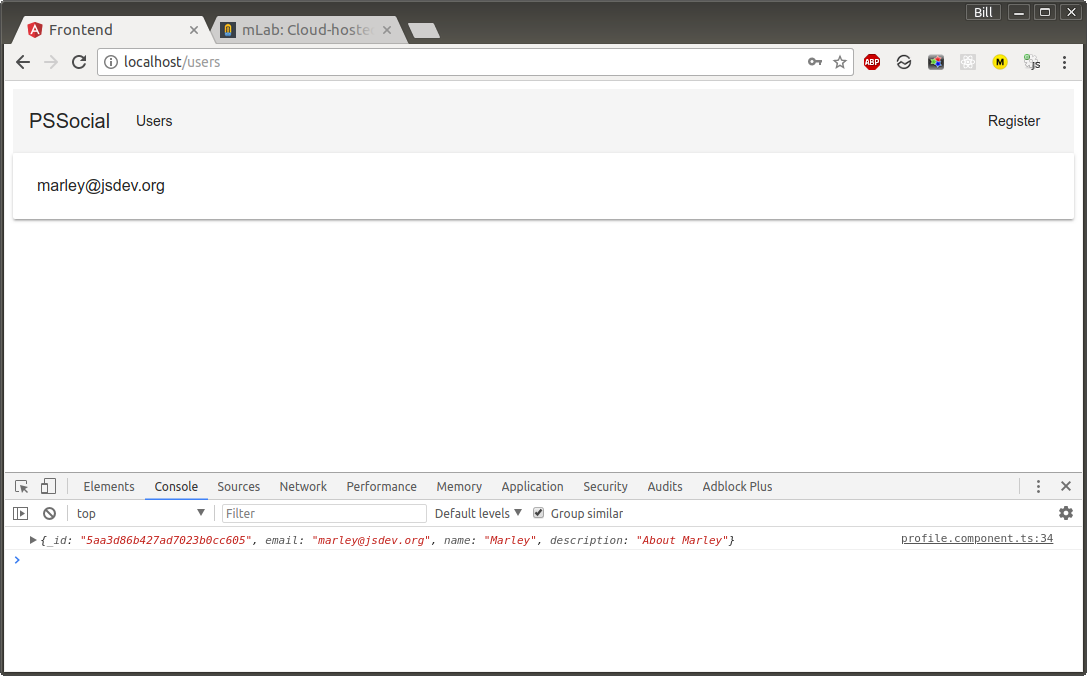 Bill
Frontend
mLab: Cloud-hosted
localhost/users
ABP
M
js
PSSocial Users Register
marley@jsdev.org
Elements Console Sources Network Performance Memory Application Security Audits Adblock Plus
top Filter Default levels Group similar
{_id: "5aa3d86b427ad7023b0cc605", email: "marley@jsdev.org", name: "Marley", description: "About Marley"} profile.component.ts:34